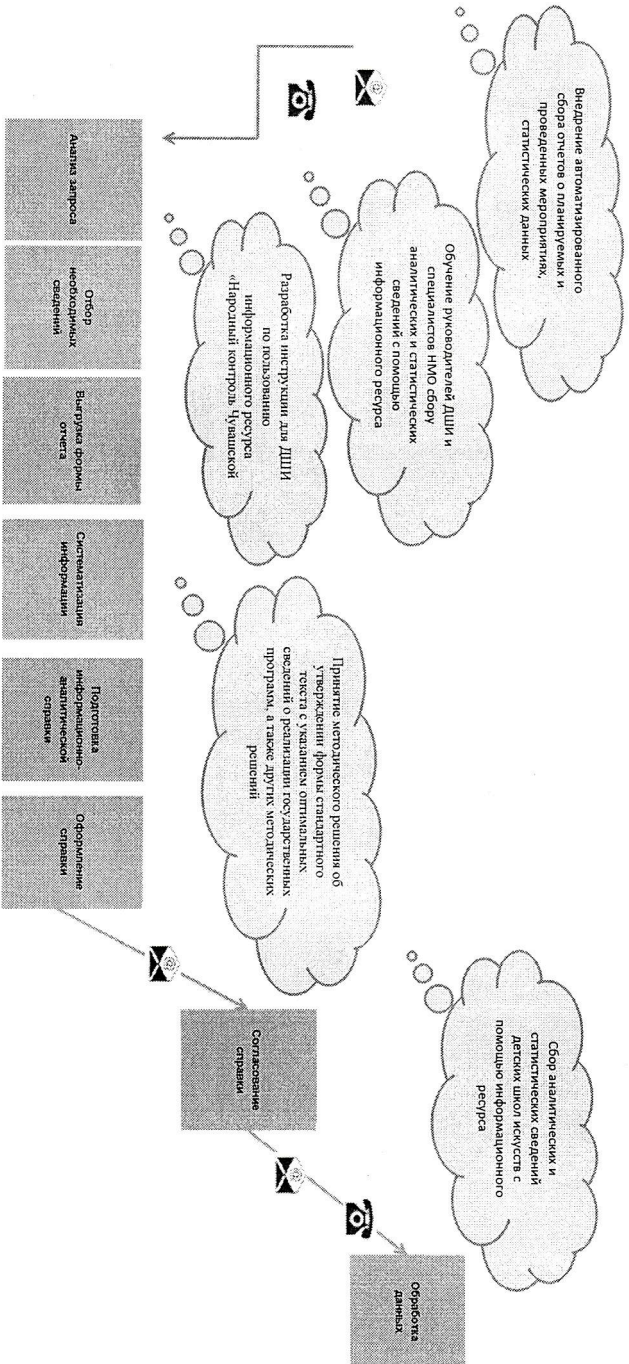 Внедрение автоматизированного
сбора отчетов о планируемых и
проведенных мероприятиях,
статистических данных
Обучение руководителей ДШИ и
специалистов НМО сбору
аналитических и статистических
сведений с помощью
информационного ресурса
Разработка инструкции для ДШИ
по пользованию
информационного ресурса
«Народный контроль Чувашской
Принятие методического решения об
утверждении формы стандартного
текста с указанием оптимальных
сведений о реализации государственных
программ, а также других методических
решений
Сбор аналитических и
статистических сведений
детских школ искусств с
помощью информационного
ресурса
Анализ запроса
Отбор
необходимых
сведений
Выгрузка формы
отчета
Систематизация
информации
Подготовка
информационно-
аналитической
справки
Оформление
справки
Согласование
справки
Обработка
данных